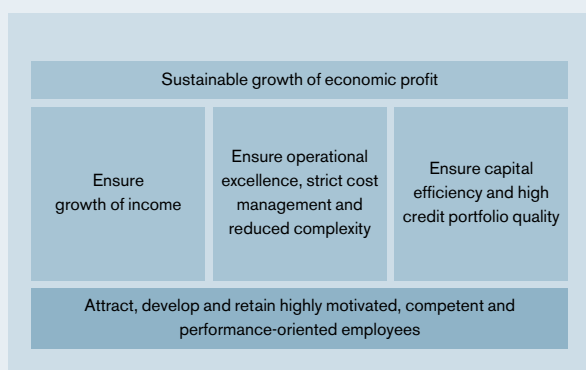 Sustainable growth of economic profit
Ensure
growth of income
Ensure operational
excellence, strict cost
management and
reduced complexity
Ensure capital
efficiency and high
credit portfolio quality
Attract, develop and retain highly motivated, competent and
performance-oriented employees